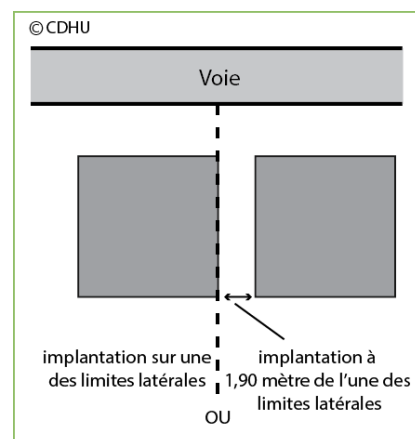 © CDHU
Voie
implantation sur une
des limites latérales
implantation à
1,90 mètre de l'une des
limites latérales
OU